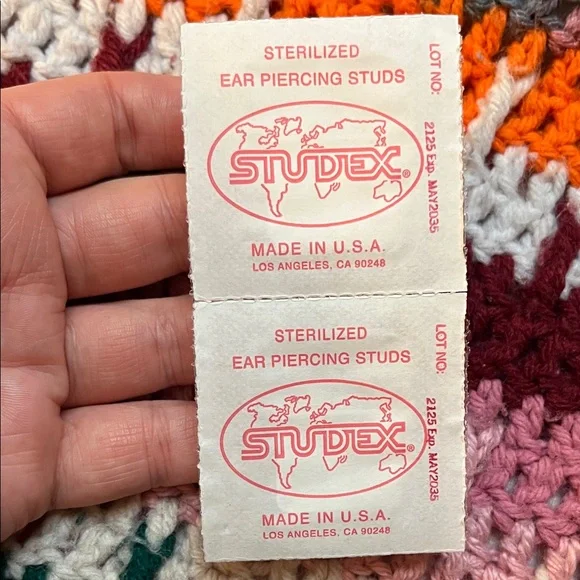 STERILIZED
EAR PIERCING STUDS
STUDEX®
MADE IN U.S.A.
LOS ANGELES, CA 90248
LOT NO:
2125 Exp. MAY2035
STERILIZED
EAR PIERCING STUDS
STUDEX®
MADE IN U.S.A.
LOS ANGELES, CA 90248
LOT NO:
2125 Exp. MAY2035